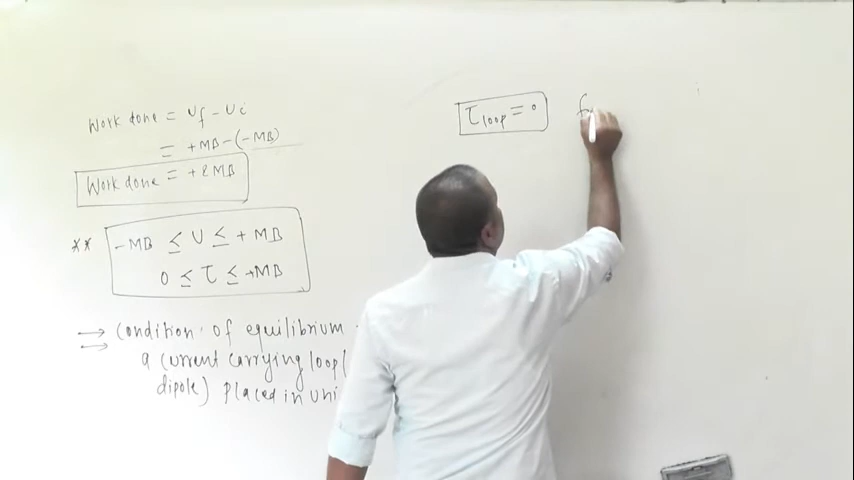 Work done = Uf - Ui
= +MB - (-MB)
Work done = +2MB
** -MB ≤ U ≤ +MB
0 ≤ τ ≤ +MB
⇒ Condition of equilibrium
a current carrying loop (
dipole) placed in uni
τloop = 0